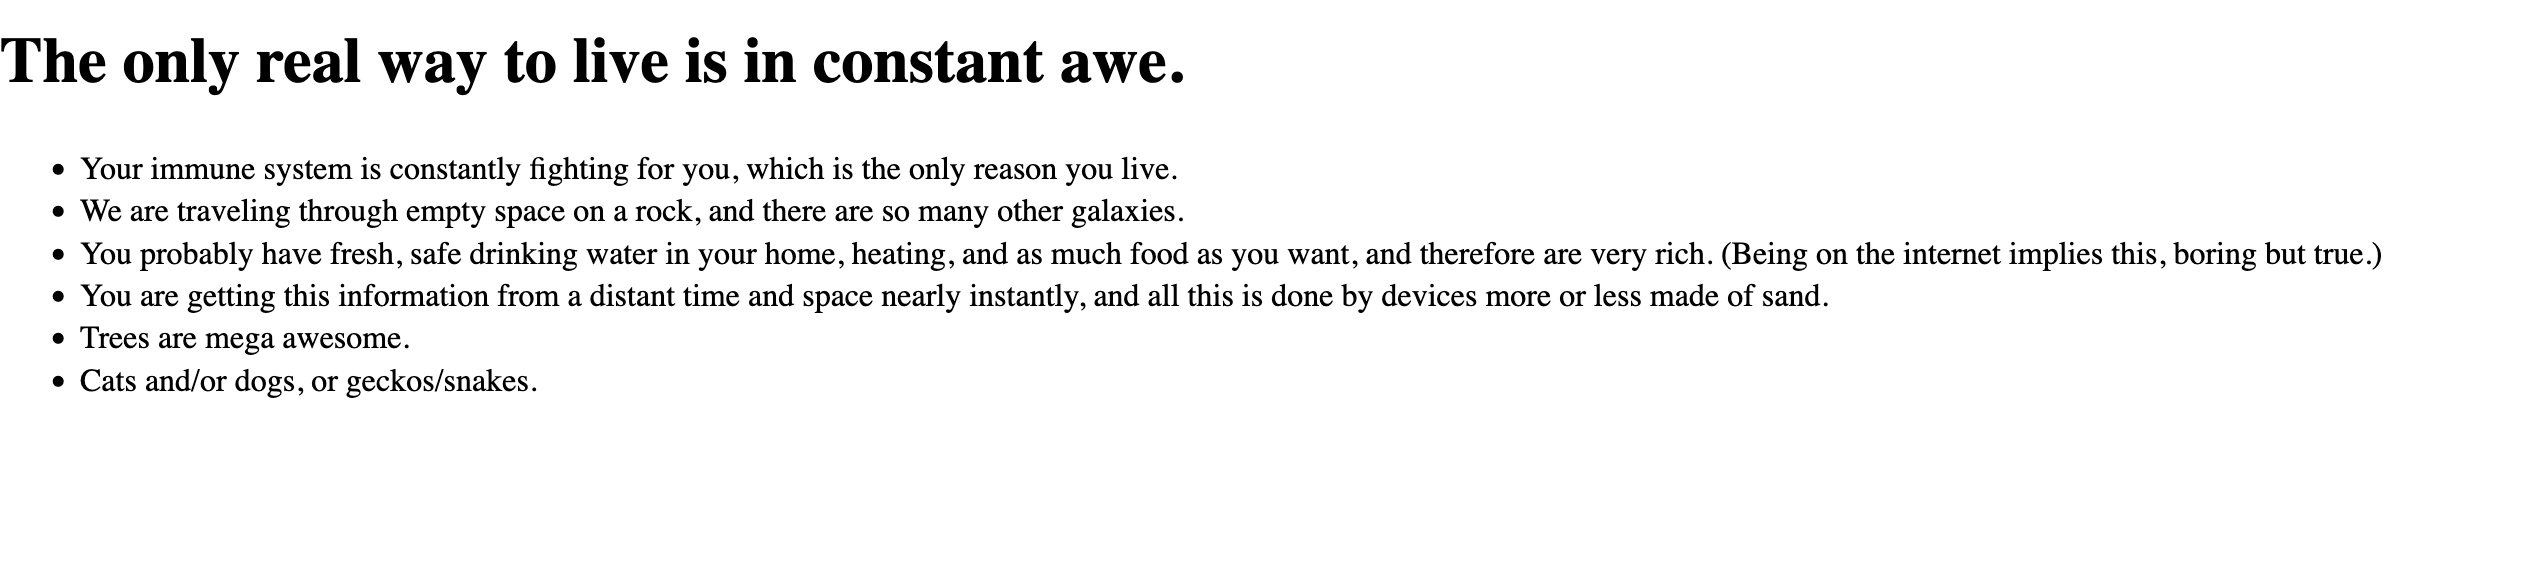 The only real way to live is in constant awe.
• Your immune system is constantly fighting for you, which is the only reason you live.
• We are traveling through empty space on a rock, and there are so many other galaxies.
• You probably have fresh, safe drinking water in your home, heating, and as much food as you want, and therefore are very rich. (Being on the internet implies this, boring but true.)
• You are getting this information from a distant time and space nearly instantly, and all this is done by devices more or less made of sand.
• Trees are mega awesome.
• Cats and/or dogs, or geckos/snakes.